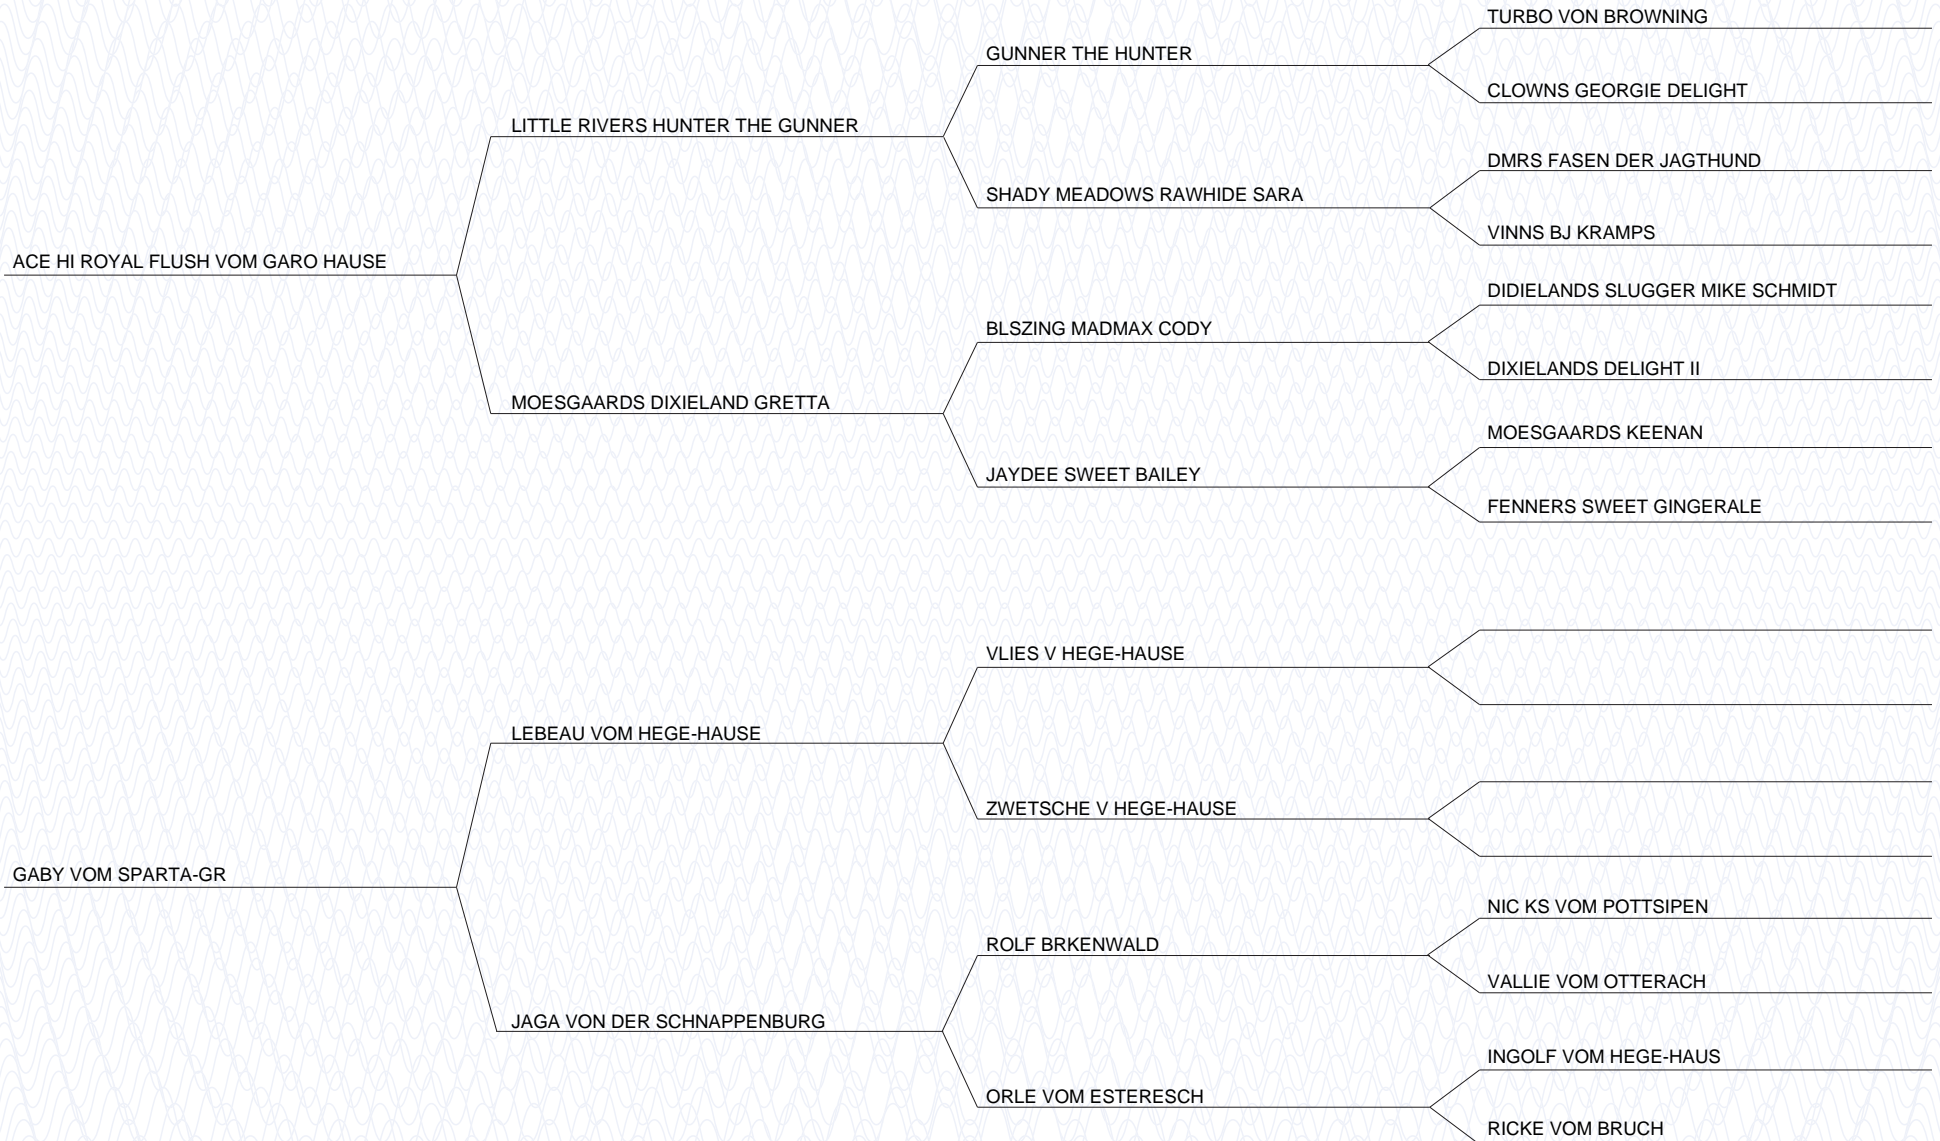 TURBO VON BROWNING
GUNNER THE HUNTER
CLOWNS GEORGIE DELIGHT
LITTLE RIVERS HUNTER THE GUNNER
DMRS FASEN DER JAGTHUND
SHADY MEADOWS RAWHIDE SARA
VINNS BJ KRAMPS
ACE HI ROYAL FLUSH VOM GARO HAUSE
DIDIELANDS SLUGGER MIKE SCHMIDT
BLSZING MADMAX CODY
DIXIELANDS DELIGHT II
MOESGAARDS DIXIELAND GRETTA
MOESGAARDS KEENAN
JAYDEE SWEET BAILEY
FENNERS SWEET GINGERALE
VLIES V HEGE-HAUSE
LEBEAU VOM HEGE-HAUSE
ZWETSCHE V HEGE-HAUSE
GABY VOM SPARTA-GR
NIC KS VOM POTTSIPEN
ROLF BRKENWALD
VALLIE VOM OTTERACH
JAGA VON DER SCHNAPPENBURG
INGOLF VOM HEGE-HAUS
ORLE VOM ESTERESCH
RICKE VOM BRUCH